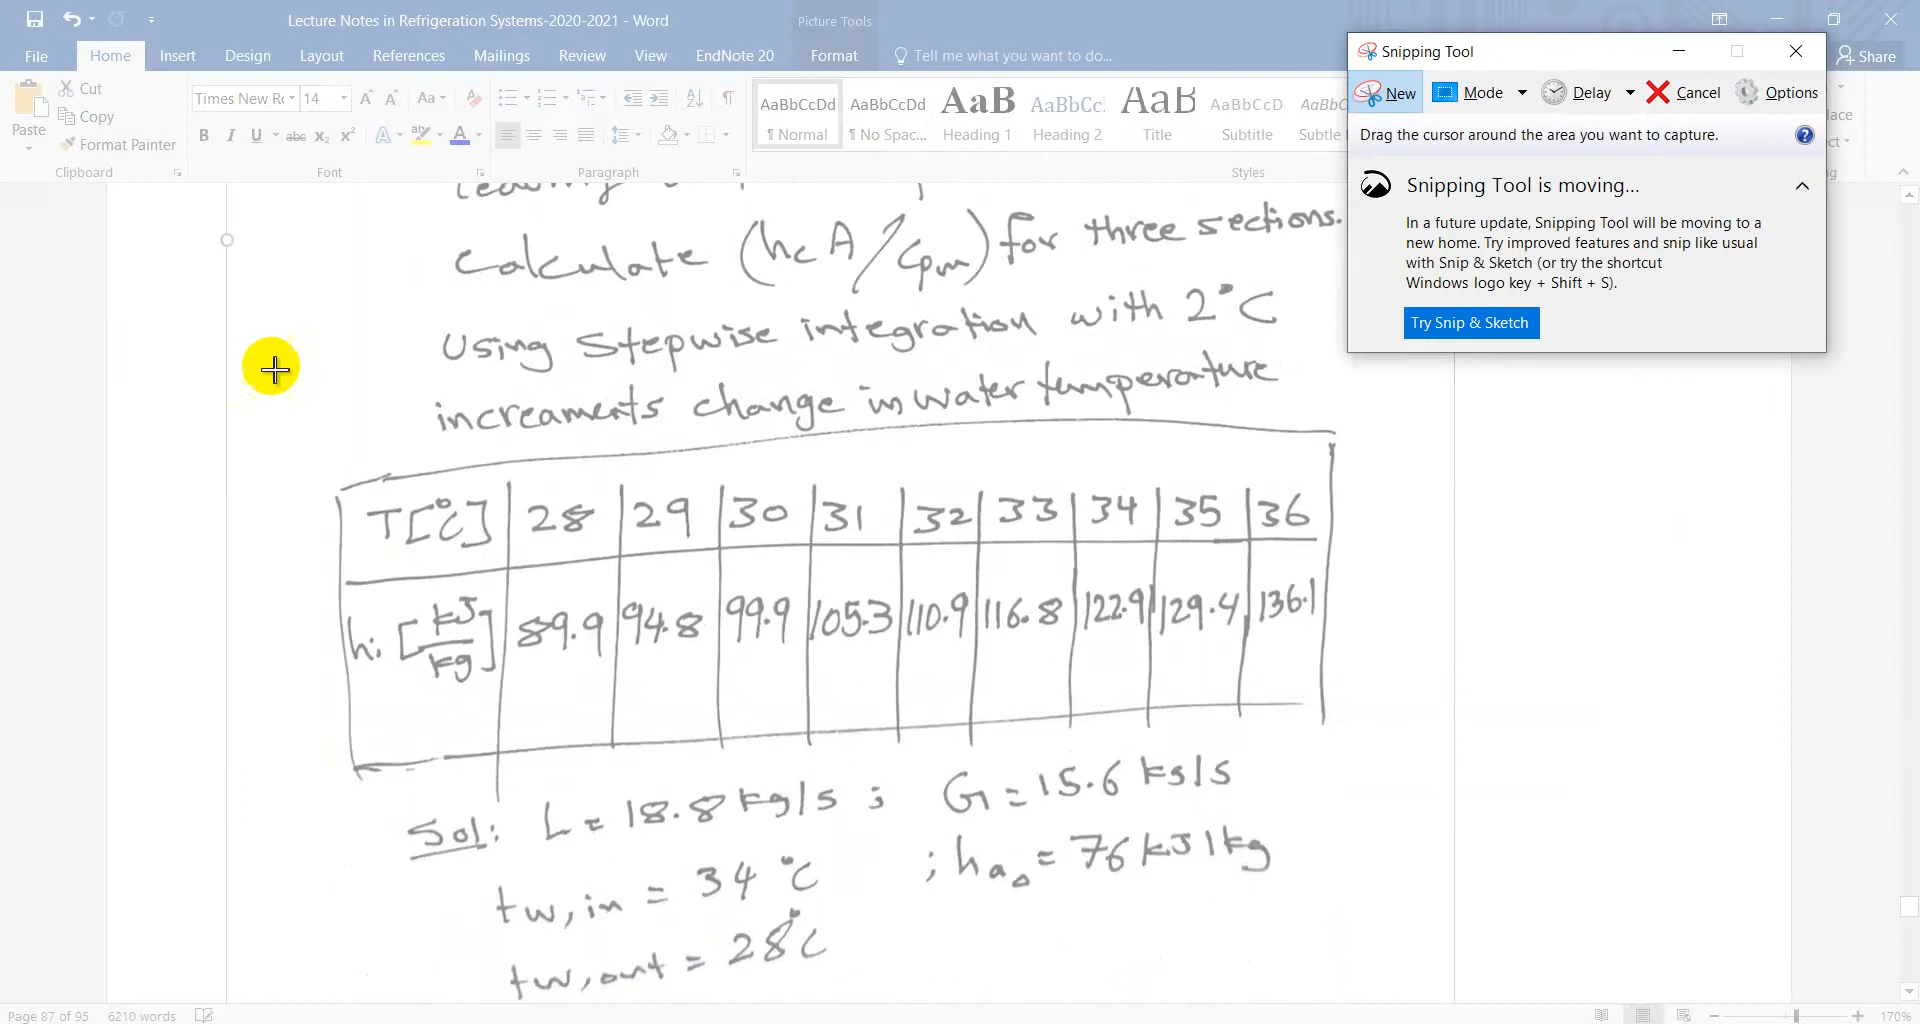 Lecture Notes in Refrigeration Systems-2020-2021 - Word
Picture Tools
File
Home
Insert
Design
Layout
References
Mailings
Review
View
EndNote 20
Format
Tell me what you want to do...
Share
Paste
Cut
Copy
Format Painter
Clipboard
Times New Ro
14
Font
Paragraph
AaBbCcDd
¶ Normal
AaBbCcDd
¶ No Spac...
AaB
Heading 1
AaBbCc
Heading 2
AaB
Title
AaBbCcD
Subtitle
AaBbC
Subtle
Styles
Snipping Tool
New
Mode
Delay
Cancel
Options
Drag the cursor around the area you want to capture.
Snipping Tool is moving...
In a future update, Snipping Tool will be moving to a
new home. Try improved features and snip like usual
with Snip & Sketch (or try the shortcut
Windows logo key + Shift + S).
Try Snip & Sketch
calculate (hcA/Cpm) for three sections.
Using Stepwise integration with 2°C
increaments change in water temperature
T[°C] 28 29 30 31 32 33 34 35 36
hi [kJ/kg] 89.9 94.8 99.9 105.3 110.9 116.8 122.9 129.4 136.1
Sol: L = 18.8 kg/s ; G = 15.6 kg/s
tw,in = 34 °C ; ha = 76 kJ/kg
tw,out = 28°C
Page 87 of 95
6210 words
170%